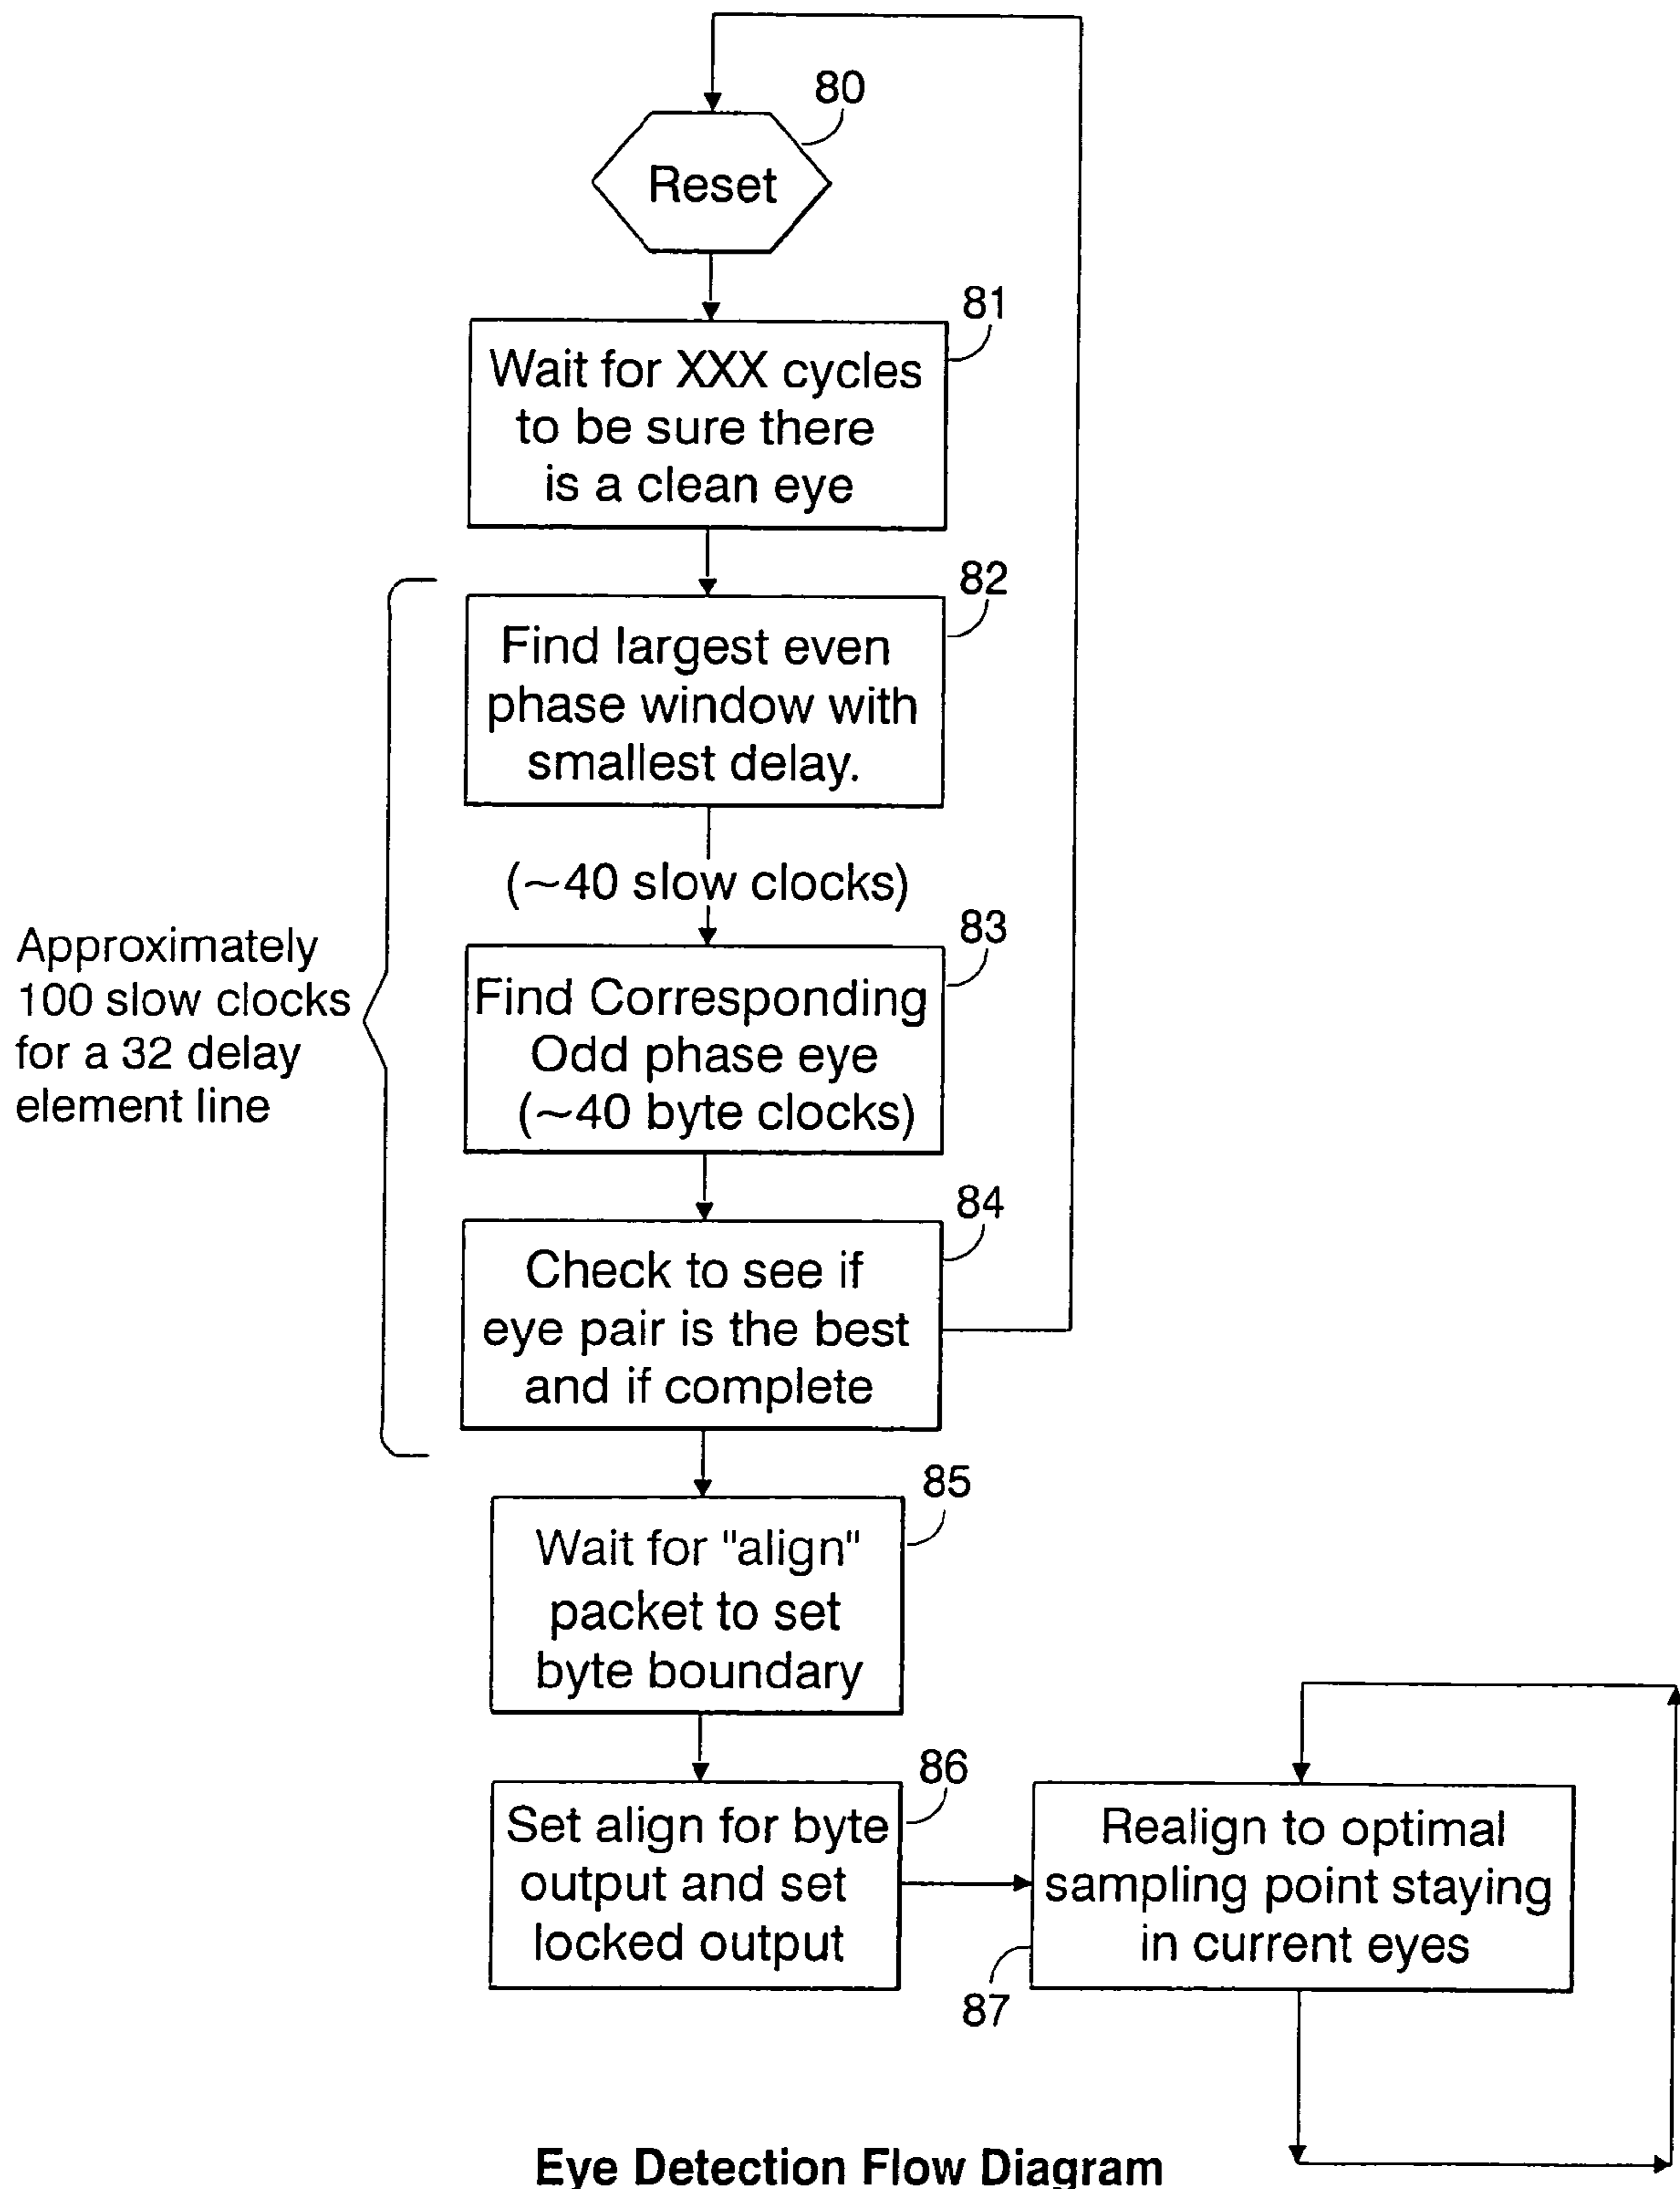 80
Reset
81
Wait for XXX cycles
to be sure there
is a clean eye
82
Find largest even
phase window with
smallest delay.
(~40 slow clocks)
83
Find Corresponding
Odd phase eye
(~40 byte clocks)
Approximately
100 slow clocks
for a 32 delay
element line
84
Check to see if
eye pair is the best
and if complete
85
Wait for "align"
packet to set
byte boundary
86
Set align for byte
output and set
locked output
Realign to optimal
sampling point staying
in current eyes
87
Eye Detection Flow Diagram